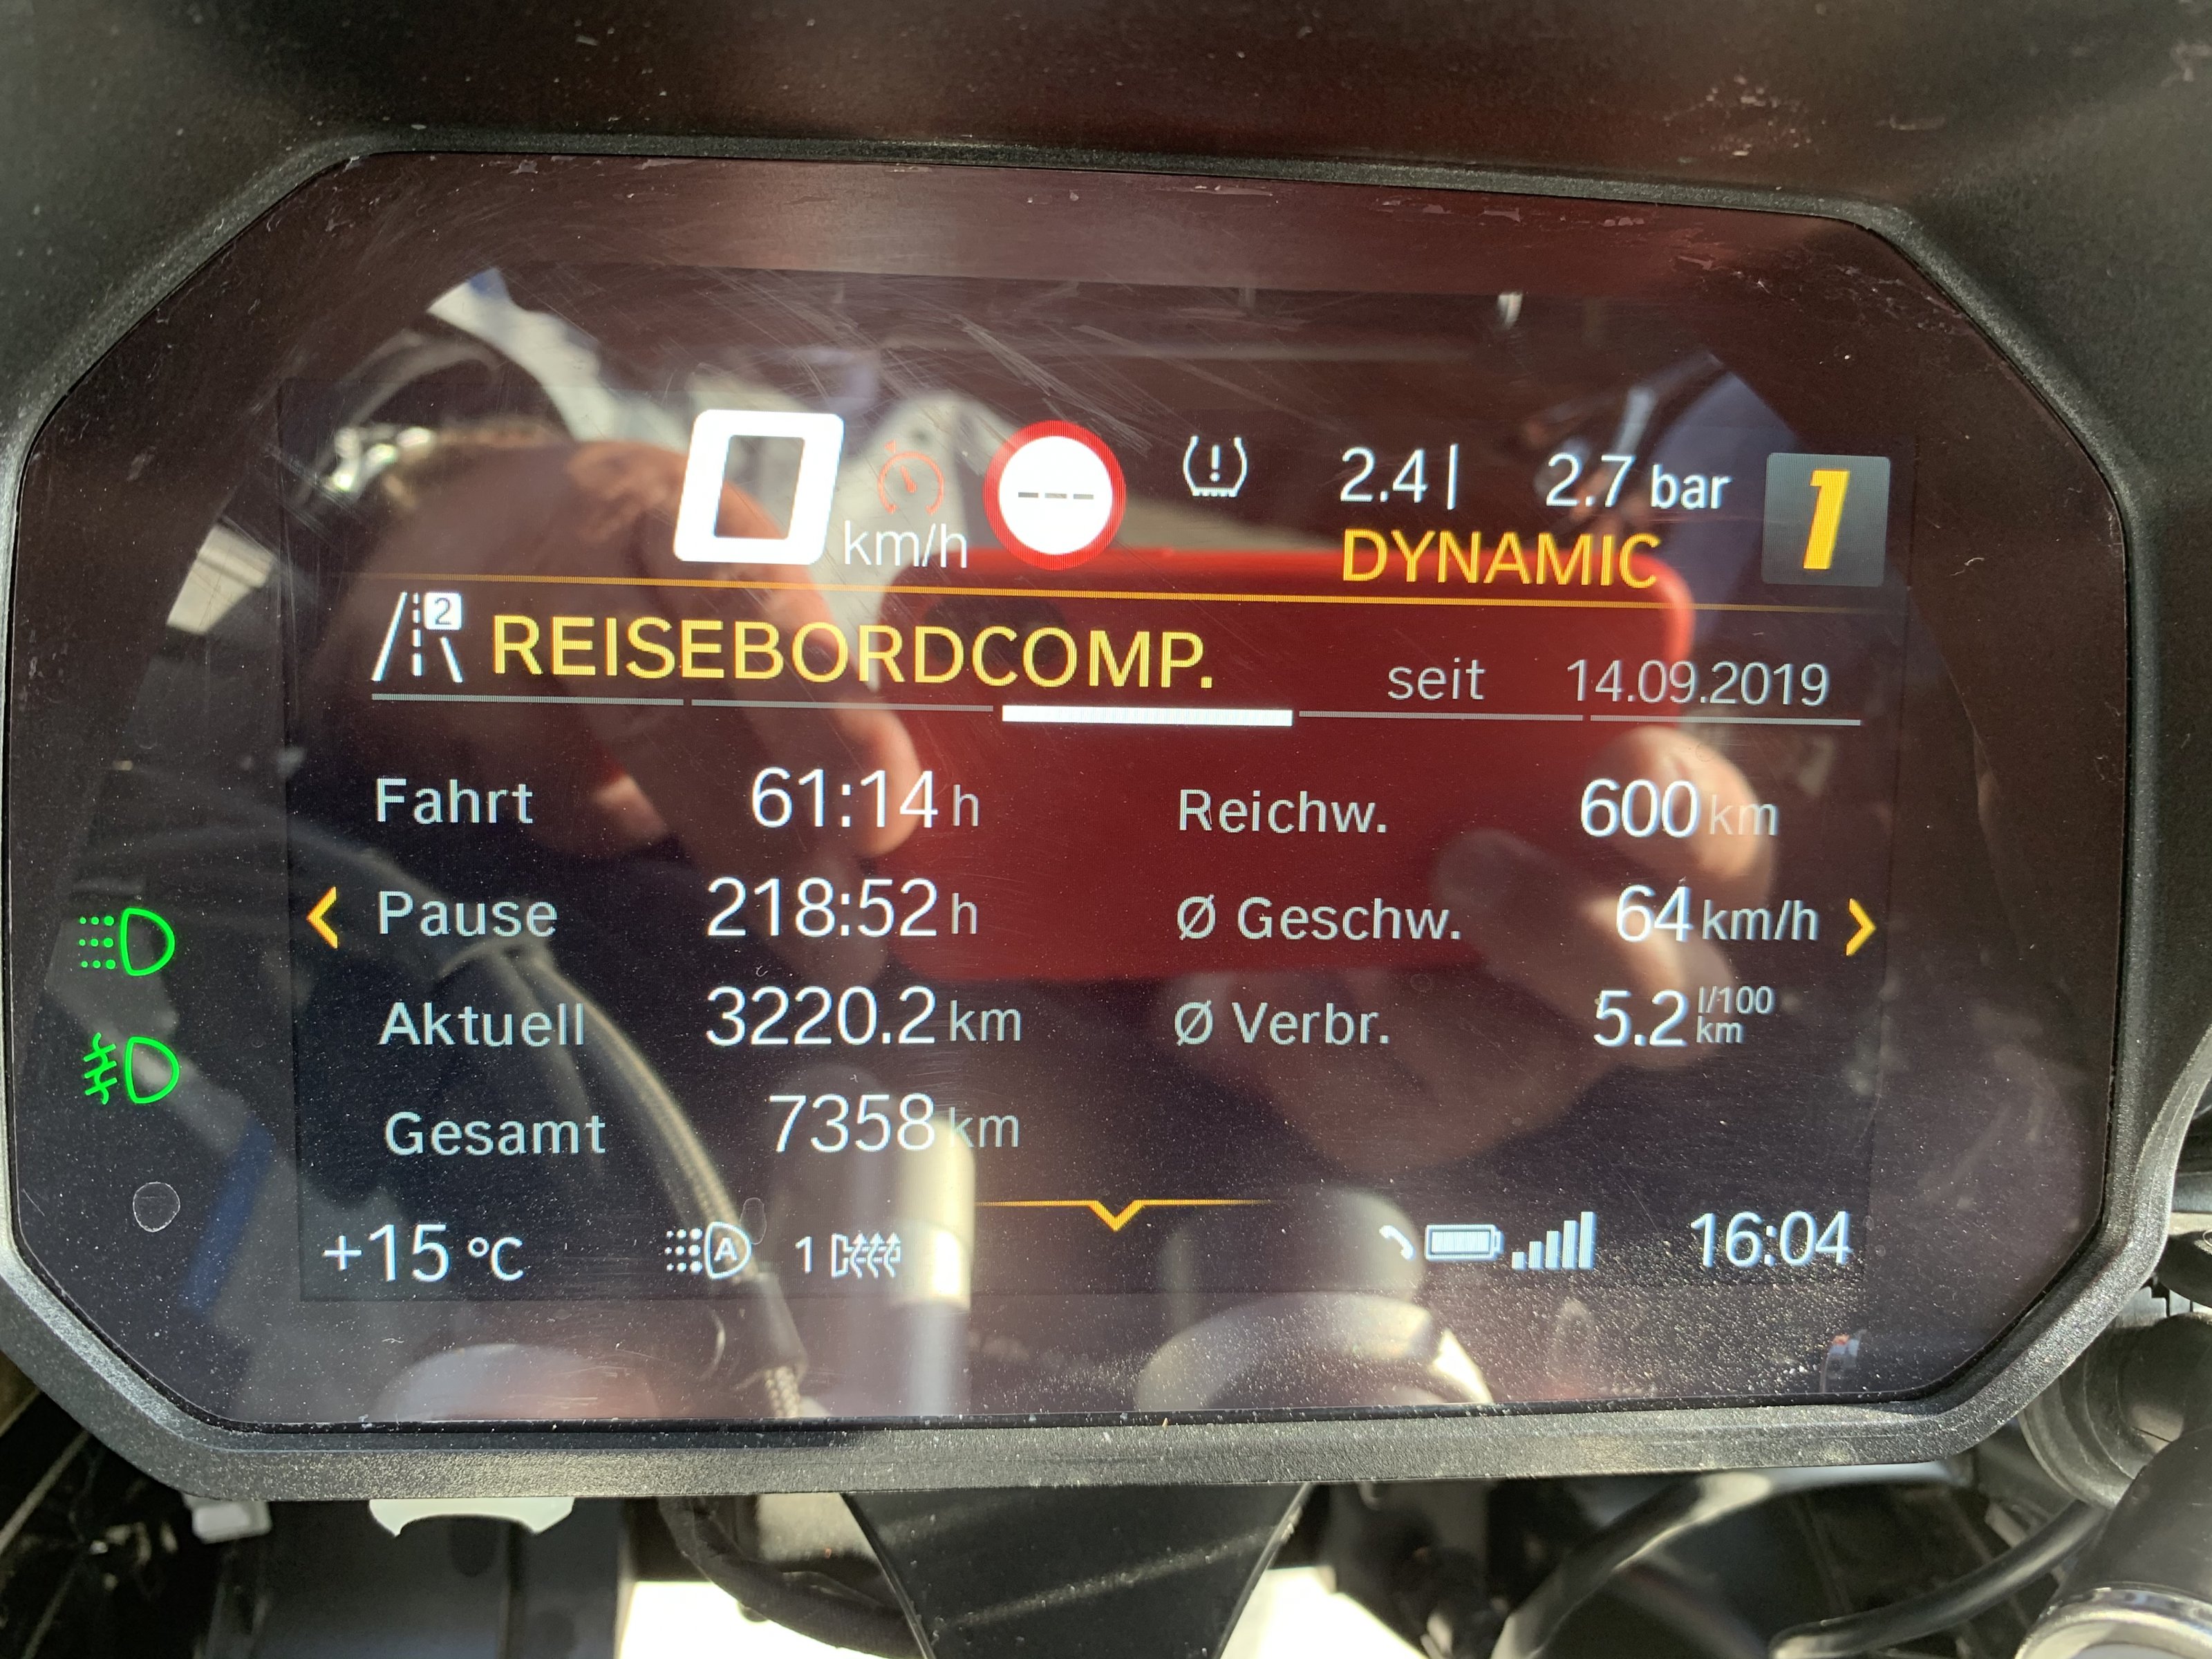 0 km/h --- 2.4 | 2.7 bar 1
DYNAMIC
2 REISEBORDCOMP. seit 14.09.2019
Fahrt 61:14 h Reichw. 600 km
Pause 218:52 h Ø Geschw. 64 km/h
Aktuell 3220.2 km Ø Verbr. 5.2 l/100 km
Gesamt 7358 km
+15 °C A 1 16:04